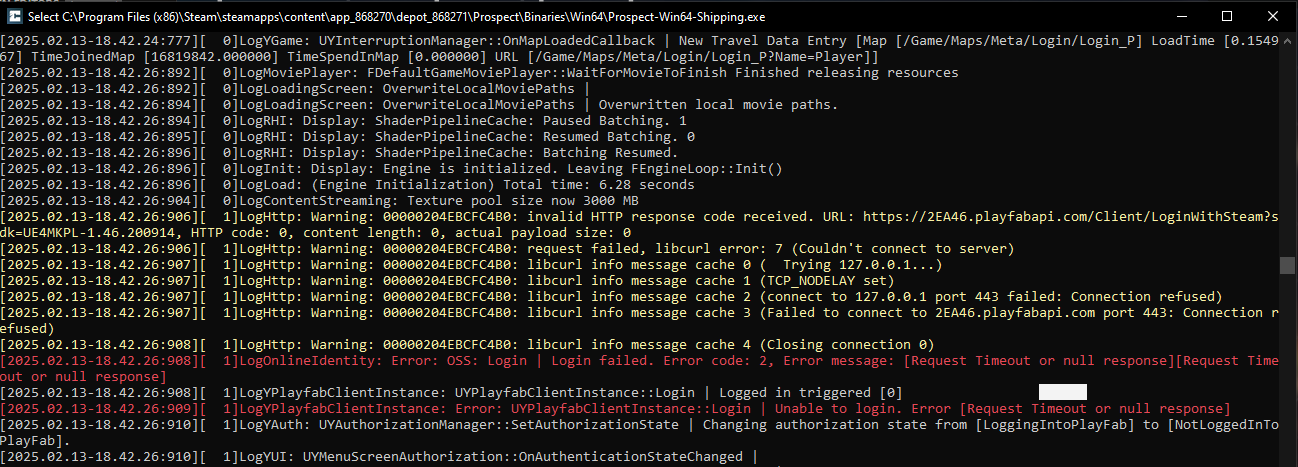 Select C:\Program Files (x86)\Steam\steamapps\content\app_868270\depot_868271\Prospect\Binaries\Win64\Prospect-Win64-Shipping.exe
[2025.02.13-18.42.24:777][  0]LogYGame: UYInterruptionManager::OnMapLoadedCallback | New Travel Data Entry [Map [/Game/Maps/Meta/Login/Login_P] LoadTime [0.1549
67] TimeJoinedMap [16819842.000000] TimeSpendInMap [0.000000] URL [/Game/Maps/Meta/Login/Login_P?Name=Player]]
[2025.02.13-18.42.26:892][  0]LogMoviePlayer: FDefaultGameMoviePlayer::WaitForMovieToFinish Finished releasing resources
[2025.02.13-18.42.26:892][  0]LogLoadingScreen: OverwriteLocalMoviePaths |
[2025.02.13-18.42.26:894][  0]LogLoadingScreen: OverwriteLocalMoviePaths | Overwritten local movie paths.
[2025.02.13-18.42.26:894][  0]LogRHI: Display: ShaderPipelineCache: Paused Batching. 1
[2025.02.13-18.42.26:895][  0]LogRHI: Display: ShaderPipelineCache: Resumed Batching. 0
[2025.02.13-18.42.26:896][  0]LogRHI: Display: ShaderPipelineCache: Batching Resumed.
[2025.02.13-18.42.26:896][  0]LogInit: Display: Engine is initialized. Leaving FEngineLoop::Init()
[2025.02.13-18.42.26:896][  0]LogLoad: (Engine Initialization) Total time: 6.28 seconds
[2025.02.13-18.42.26:904][  0]LogContentStreaming: Texture pool size now 3000 MB
[2025.02.13-18.42.26:906][  1]LogHttp: Warning: 00000204EBCFC4B0: invalid HTTP response code received. URL: https://2EA46.playfabapi.com/Client/LoginWithSteam?s
dk=UE4MKPL-1.46.200914, HTTP code: 0, content length: 0, actual payload size: 0
[2025.02.13-18.42.26:906][  1]LogHttp: Warning: 00000204EBCFC4B0: request failed, libcurl error: 7 (Couldn't connect to server)
[2025.02.13-18.42.26:907][  1]LogHttp: Warning: 00000204EBCFC4B0: libcurl info message cache 0 (  Trying 127.0.0.1...)
[2025.02.13-18.42.26:907][  1]LogHttp: Warning: 00000204EBCFC4B0: libcurl info message cache 1 (TCP_NODELAY set)
[2025.02.13-18.42.26:907][  1]LogHttp: Warning: 00000204EBCFC4B0: libcurl info message cache 2 (connect to 127.0.0.1 port 443 failed: Connection refused)
[2025.02.13-18.42.26:907][  1]LogHttp: Warning: 00000204EBCFC4B0: libcurl info message cache 3 (Failed to connect to 2EA46.playfabapi.com port 443: Connection r
efused)
[2025.02.13-18.42.26:908][  1]LogHttp: Warning: 00000204EBCFC4B0: libcurl info message cache 4 (Closing connection 0)
[2025.02.13-18.42.26:908][  1]LogOnlineIdentity: Error: OSS: Login | Login failed. Error code: 2, Error message: [Request Timeout or null response][Request Time
out or null response]
[2025.02.13-18.42.26:908][  1]LogYPlayfabClientInstance: UYPlayfabClientInstance::Login | Logged in triggered [0]
[2025.02.13-18.42.26:909][  1]LogYPlayfabClientInstance: Error: UYPlayfabClientInstance::Login | Unable to login. Error [Request Timeout or null response]
[2025.02.13-18.42.26:910][  1]LogYAuth: UYAuthorizationManager::SetAuthorizationState | Changing authorization state from [LoggingIntoPlayFab] to [NotLoggedInTo
PlayFab].
[2025.02.13-18.42.26:910][  1]LogYUI: UYMenuScreenAuthorization::OnAuthenticationStateChanged |